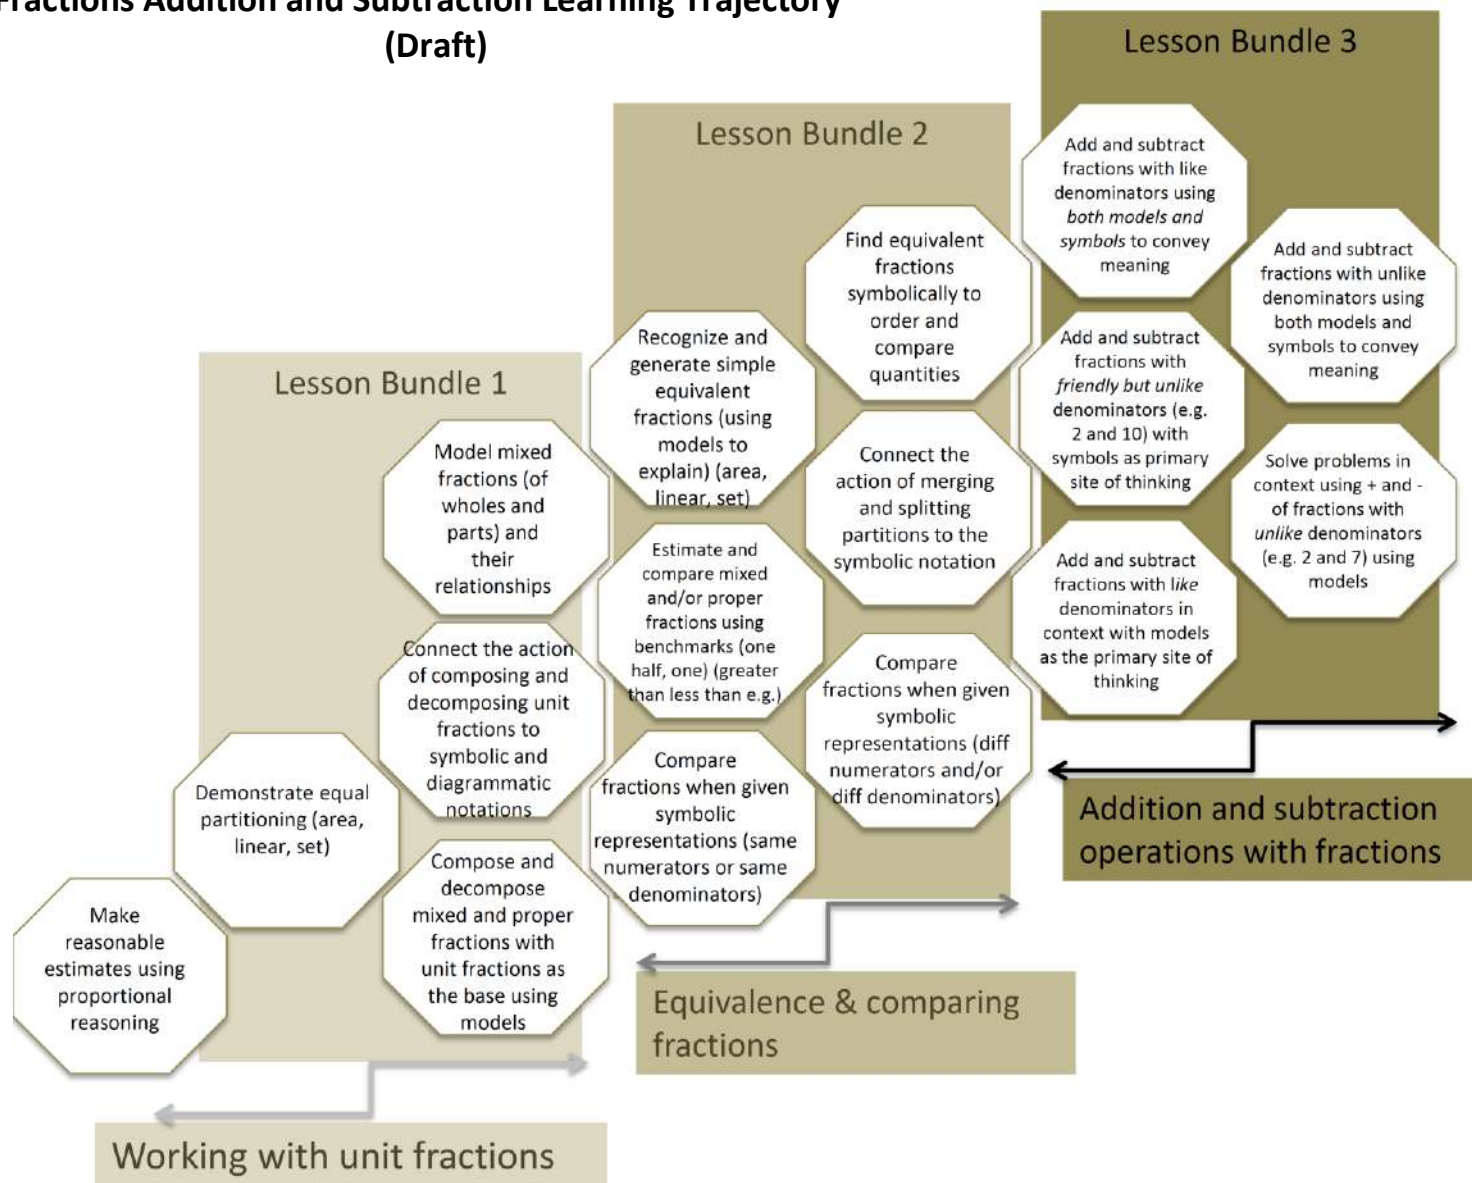 Fractions Addition and Subtraction Learning Trajectory
(Draft)
Lesson Bundle 1
Make
reasonable
estimates using
proportional
reasoning
Demonstrate equal
partitioning (area,
linear, set)
Model mixed
fractions (of
wholes and
parts) and
their
relationships
Connect the action
of composing and
decomposing unit
fractions to
symbolic and
diagrammatic
notations
Compose and
decompose
mixed and proper
fractions with
unit fractions as
the base using
models
Working with unit fractions
Lesson Bundle 2
Recognize and
generate simple
equivalent
fractions (using
models to
explain) (area,
linear, set)
Estimate and
compare mixed
and/or proper
fractions using
benchmarks (one
half, one) (greater
than less than e.g.)
Compare
fractions when given
symbolic
representations (same
numerators or same
denominators)
Find equivalent
fractions
symbolically to
order and
compare
quantities
Connect the
action of merging
and splitting
partitions to the
symbolic notation
Compare
fractions when given
symbolic
representations (diff
numerators and/or
diff denominators)
Equivalence & comparing
fractions
Lesson Bundle 3
Add and subtract
fractions with like
denominators using
both models and
symbols to convey
meaning
Add and subtract
fractions with
friendly but unlike
denominators (e.g.
2 and 10) with
symbols as primary
site of thinking
Add and subtract
fractions with like
denominators in
context with models
as the primary site of
thinking
Add and subtract
fractions with unlike
denominators using
both models and
symbols to convey
meaning
Solve problems in
context using + and -
of fractions with
unlike denominators
(e.g. 2 and 7) using
models
Addition and subtraction
operations with fractions